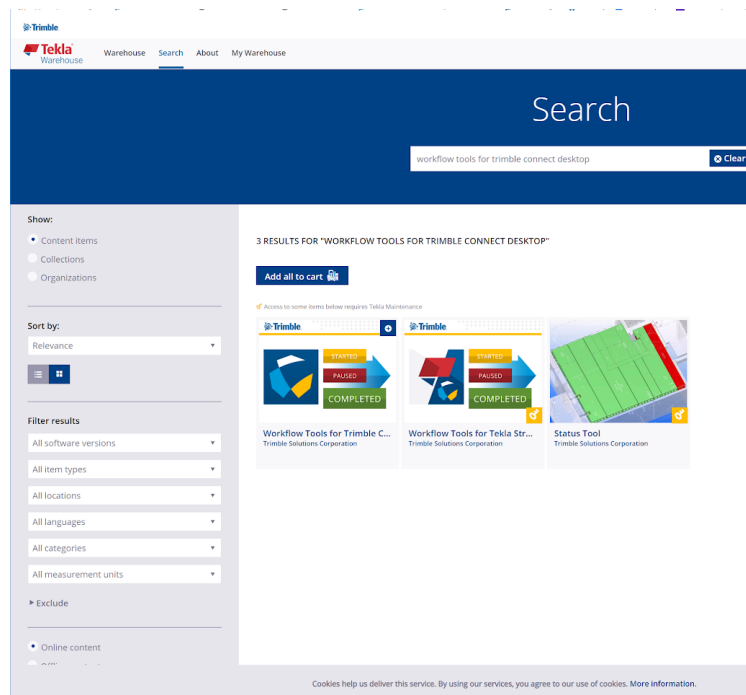 Trimble
Tekla
Warehouse
Warehouse Search About My Warehouse
Search
workflow tools for trimble connect desktop
Clear
Show:
Content items
Collections
Organizations
Sort by:
Relevance
Filter results
All software versions
All item types
All locations
All languages
All categories
All measurement units
Exclude
Online content
3 RESULTS FOR "WORKFLOW TOOLS FOR TRIMBLE CONNECT DESKTOP"
Add all to cart
Access to some items below requires Tekla Maintenance
Trimble
STARTED
PAUSED
COMPLETED
Workflow Tools for Trimble C...
Trimble Solutions Corporation
Trimble
STARTED
PAUSED
COMPLETED
Workflow Tools for Tekla Str...
Trimble Solutions Corporation
Status Tool
Trimble Solutions Corporation
Cookies help us deliver this service. By using our services, you agree to our use of cookies. More information.